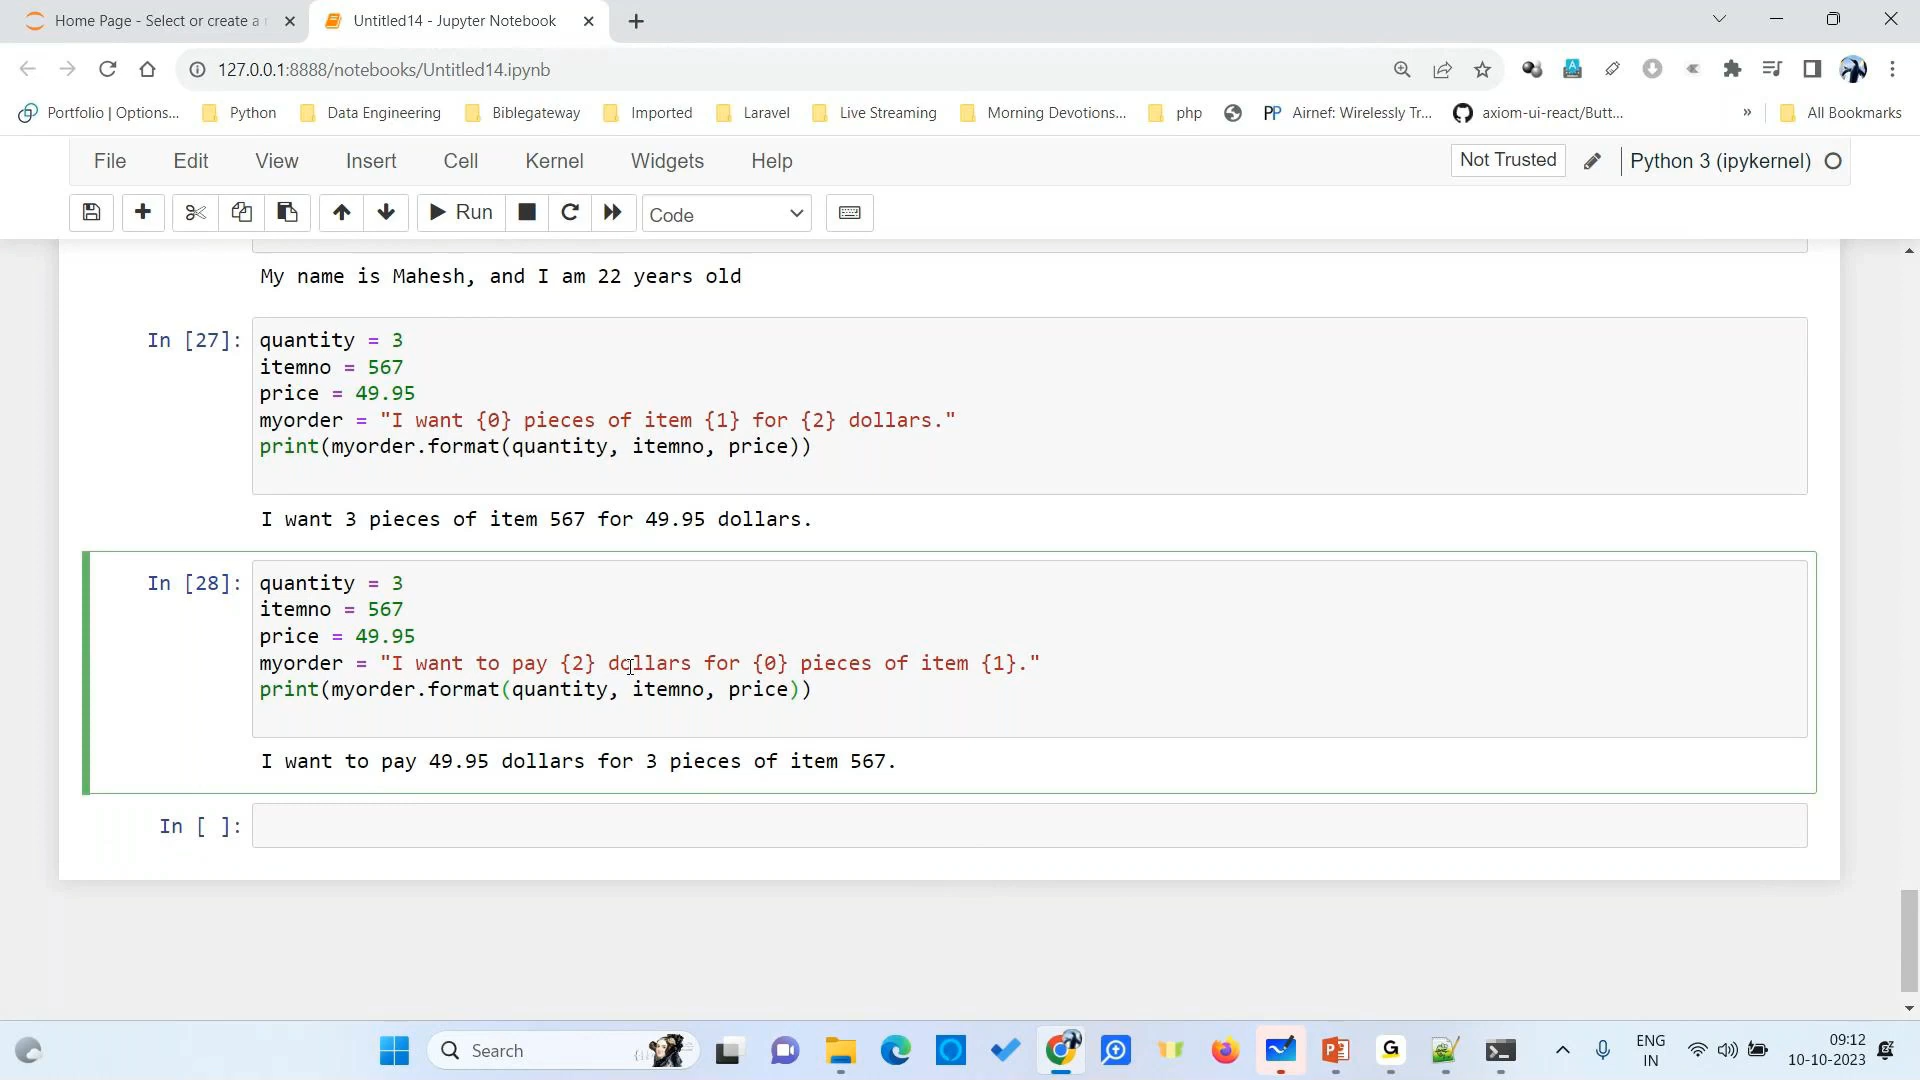 Home Page - Select or create a
Untitled14 - Jupyter Notebook
127.0.0.1:8888/notebooks/Untitled14.ipynb
Portfolio | Options...
Python
Data Engineering
Biblegateway
Imported
Laravel
Live Streaming
Morning Devotions...
php
PP Airnef: Wirelessly Tr...
axiom-ui-react/Butt...
»
All Bookmarks
File Edit View Insert Cell Kernel Widgets Help
Not Trusted
Python 3 (ipykernel)
Run
Code
My name is Mahesh, and I am 22 years old
In [27]:
quantity = 3
itemno = 567
price = 49.95
myorder = "I want {0} pieces of item {1} for {2} dollars."
print(myorder.format(quantity, itemno, price))
I want 3 pieces of item 567 for 49.95 dollars.
In [28]:
quantity = 3
itemno = 567
price = 49.95
myorder = "I want to pay {2} dollars for {0} pieces of item {1}."
print(myorder.format(quantity, itemno, price))
I want to pay 49.95 dollars for 3 pieces of item 567.
In [ ]:
Search
ENG
IN
09:12
10-10-2023